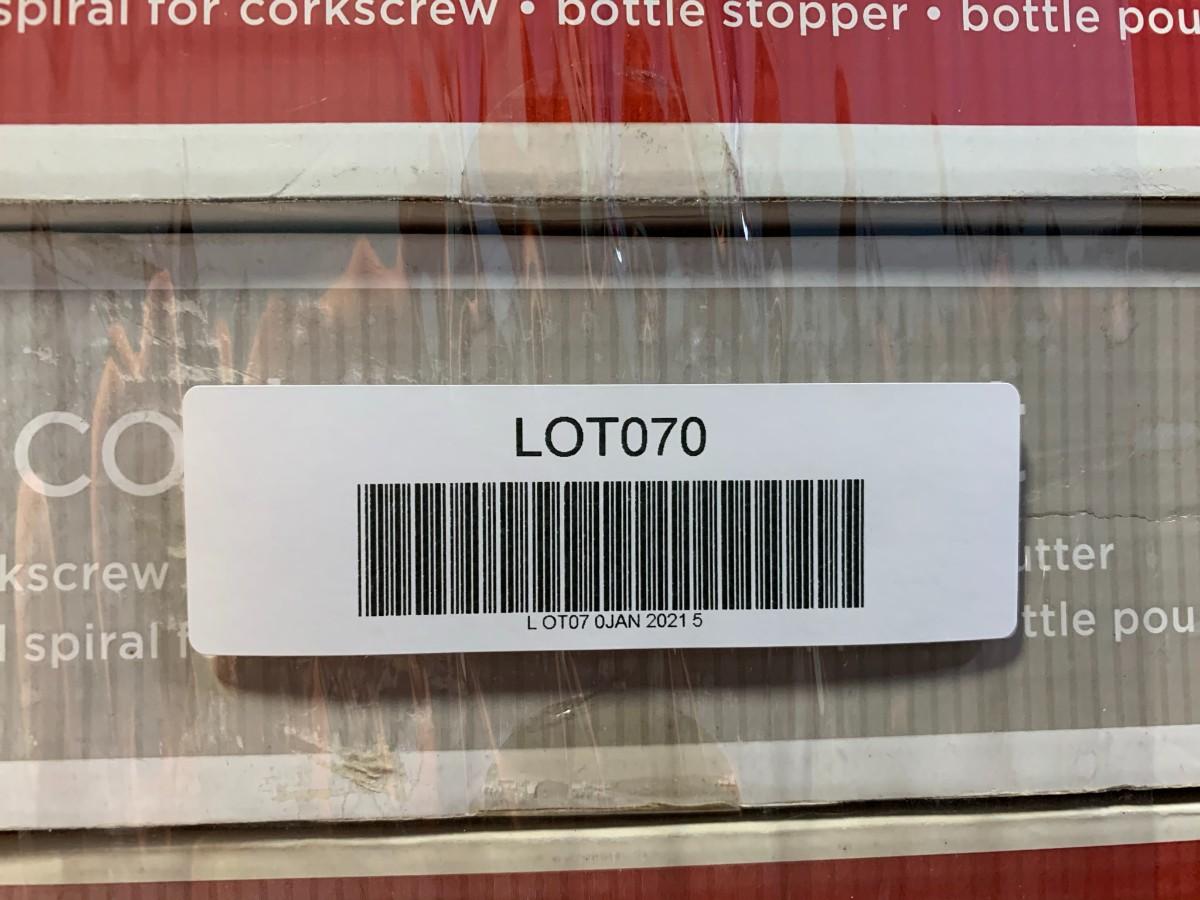 spiral for corkscrew • bottle stopper • bottle pou
LOT070
L OT07 0JAN 2021 5
CO
kscrew
utter
spiral f
ttle pou